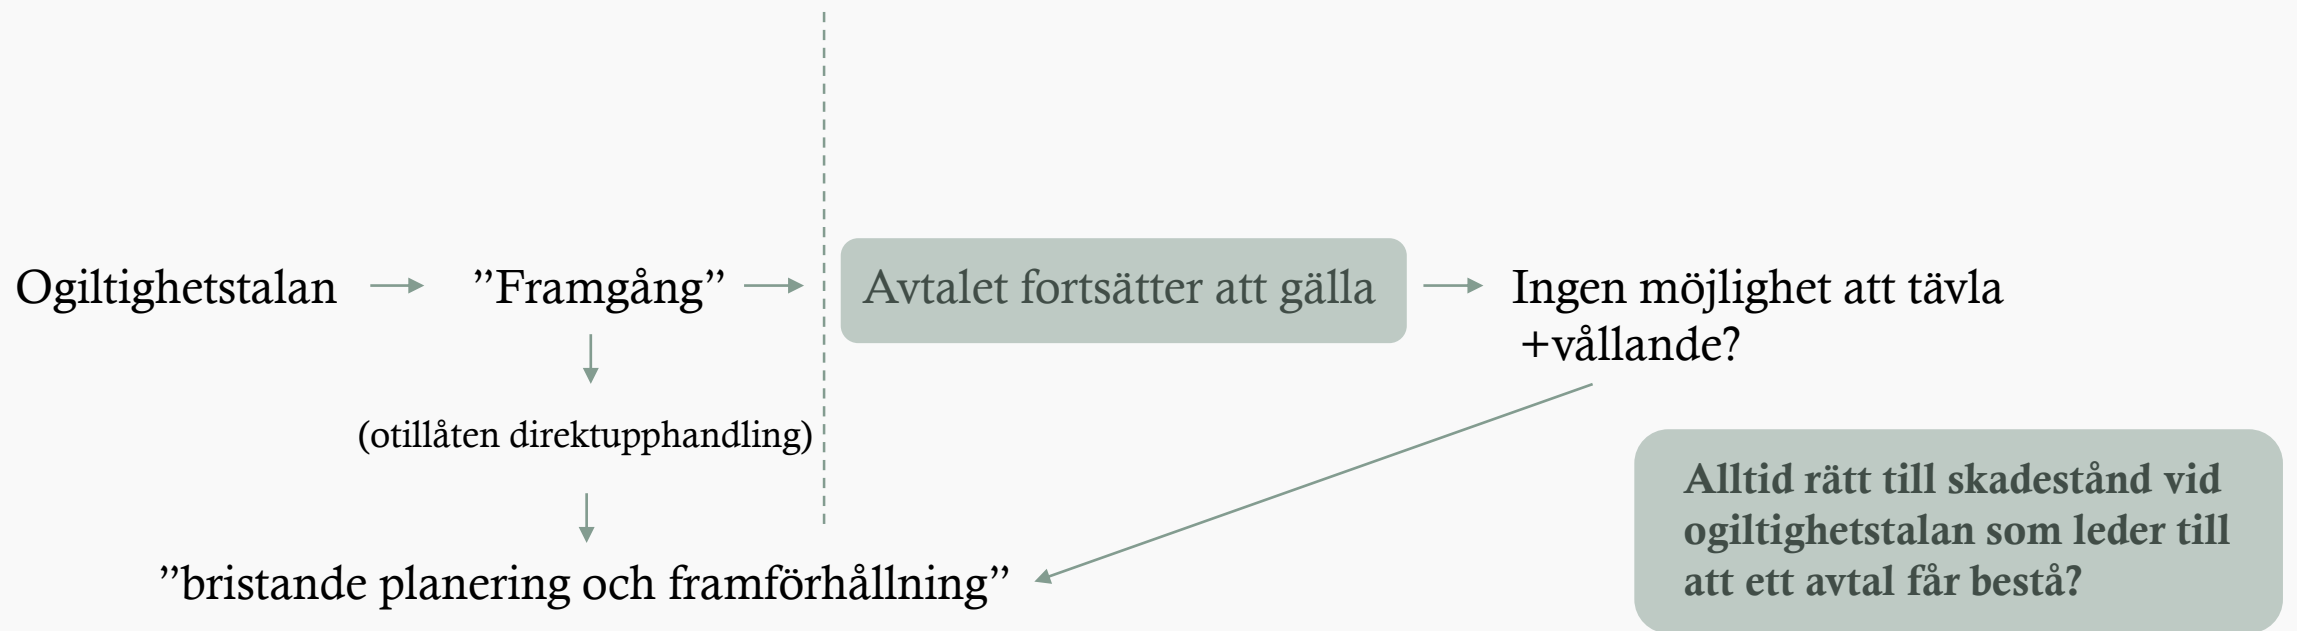 Ogiltighetstalan
”Framgång”
Avtalet fortsätter att gälla
Ingen möjlighet att tävla
+vållande?
(otillåten direktupphandling)
”bristande planering och framförhållning”
Alltid rätt till skadestånd vid
ogiltighetstalan som leder till
att ett avtal får bestå?